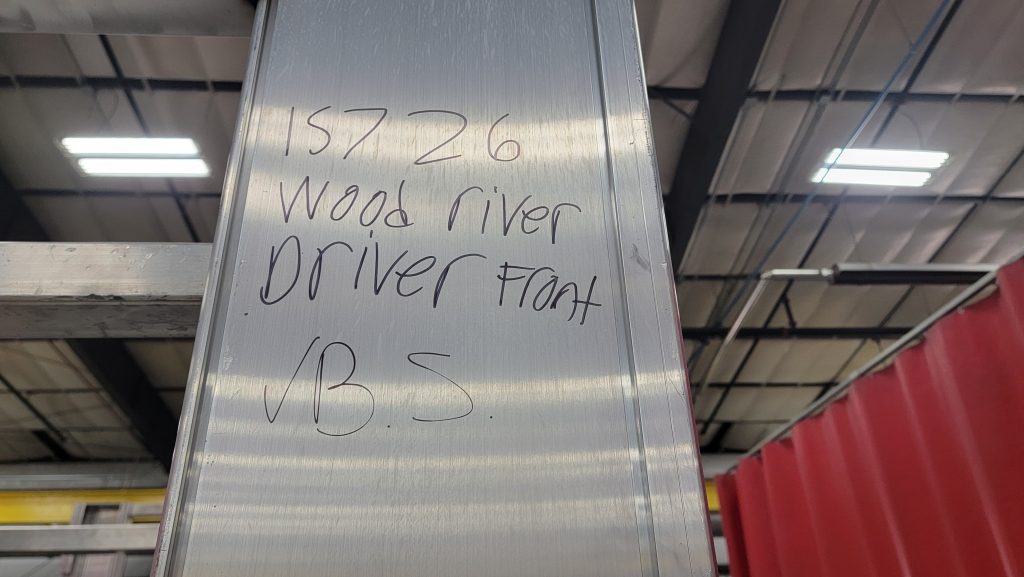 15726
Wood river
Driver Front
√B.S.